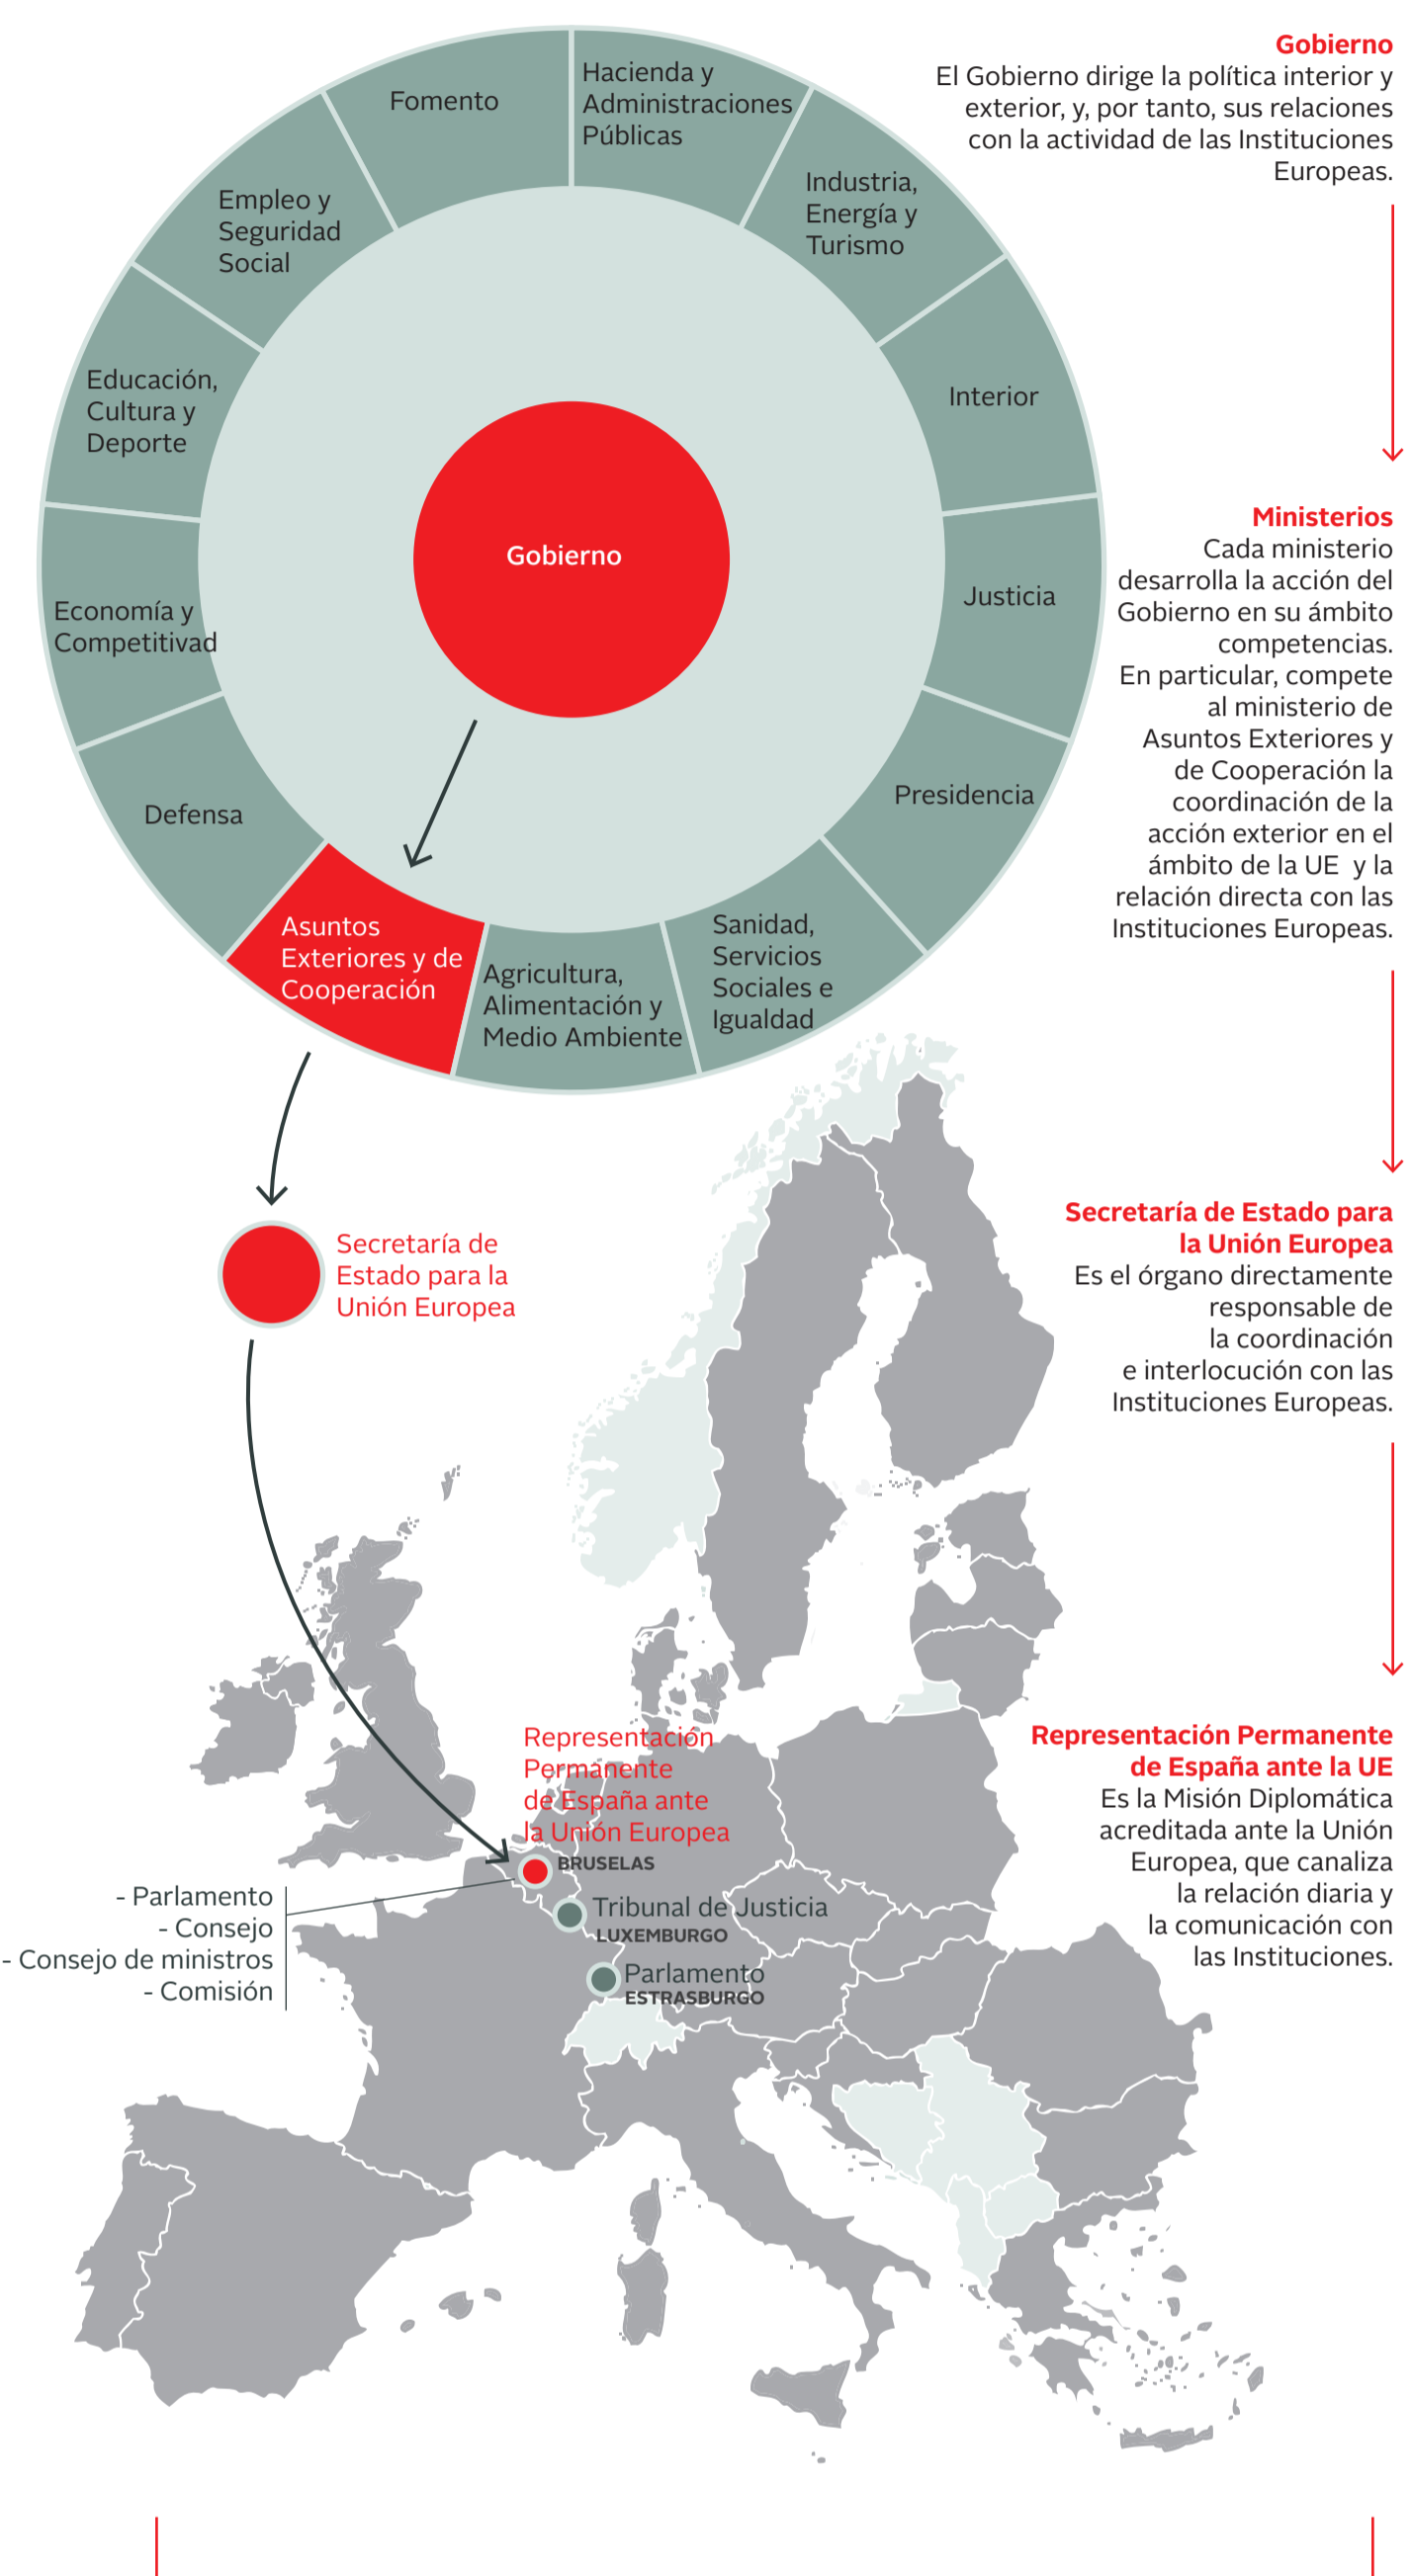 Gobierno
El Gobierno dirige la política interior y
exterior, y, por tanto, sus relaciones
con la actividad de las Instituciones
Europeas.
Fomento
Hacienda y
Administraciones
Públicas
Industria,
Energía y
Turismo
Empleo y
Seguridad
Social
Educación,
Cultura y
Deporte
Interior
Gobierno
Economía y
Competitivad
Justicia
Defensa
Presidencia
Asuntos
Exteriores y de
Cooperación
Agricultura,
Alimentación y
Medio Ambiente
Sanidad,
Servicios
Sociales e
Igualdad
Ministerios
Cada ministerio
desarrolla la acción del
Gobierno en su ámbito
competencias.
En particular, compete
al ministerio de
Asuntos Exteriores y
de Cooperación la
coordinación de la
acción exterior en el
ámbito de la UE y la
relación directa con las
Instituciones Europeas.
Secretaría de
Estado para la
Unión Europea
Secretaría de Estado para
la Unión Europea
Es el órgano directamente
responsable de
la coordinación
e interlocución con las
Instituciones Europeas.
Representación
Permanente
de España ante
la Unión Europea
BRUSELAS
- Parlamento
- Consejo
- Consejo de ministros
- Comisión
Tribunal de Justicia
LUXEMBURGO
Parlamento
ESTRASBURGO
Representación Permanente
de España ante la UE
Es la Misión Diplomática
acreditada ante la Unión
Europea, que canaliza
la relación diaria y
la comunicación con
las Instituciones.